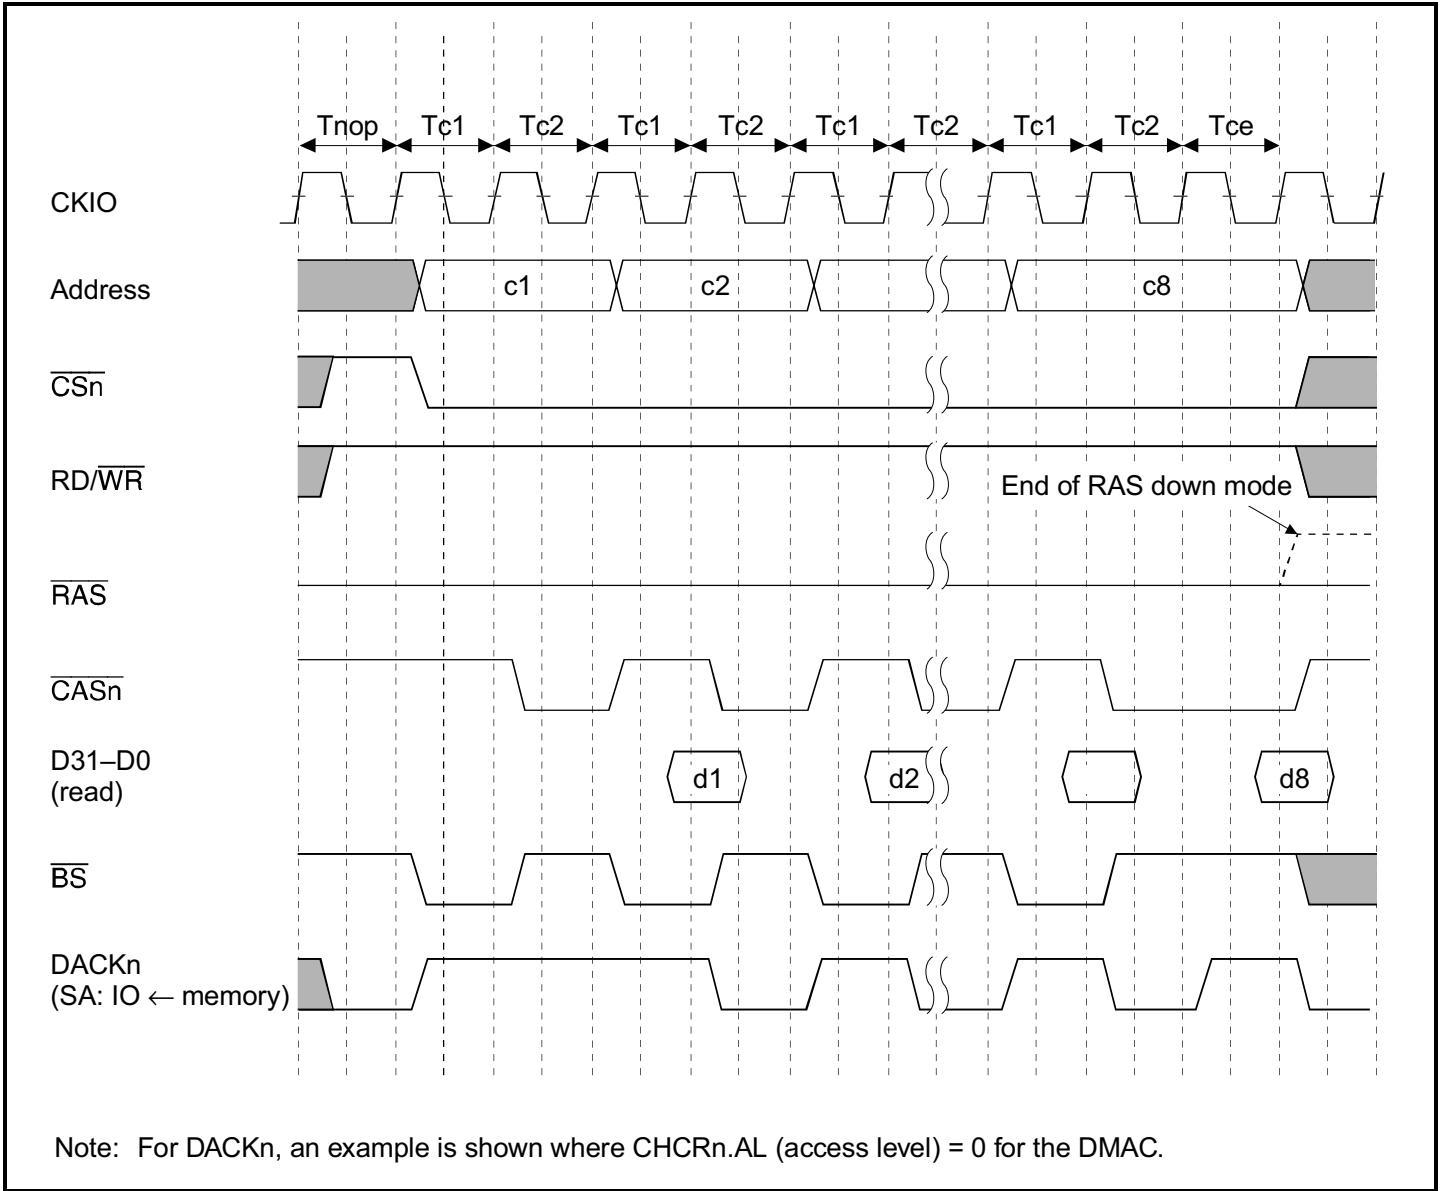 Tnop Tc1 Tc2 Tc1 Tc2 Tc1 Tc2 Tc1 Tc2 Tce
CKIO
Address c1 c2 c8
CSn
RD/WR
End of RAS down mode
RAS
CASn
D31–D0
(read) d1 d2 d8
BS
DACKn
(SA: IO ← memory)
Note: For DACKn, an example is shown where CHCRn.AL (access level) = 0 for the DMAC.